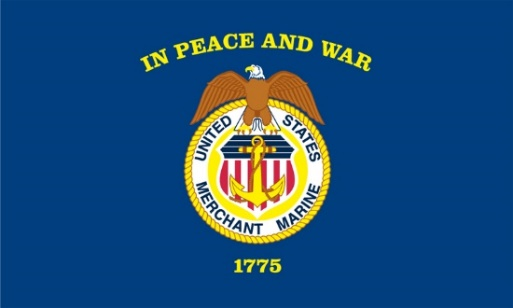 IN PEACE AND WAR
UNITED STATES
MERCHANT MARINE
1775